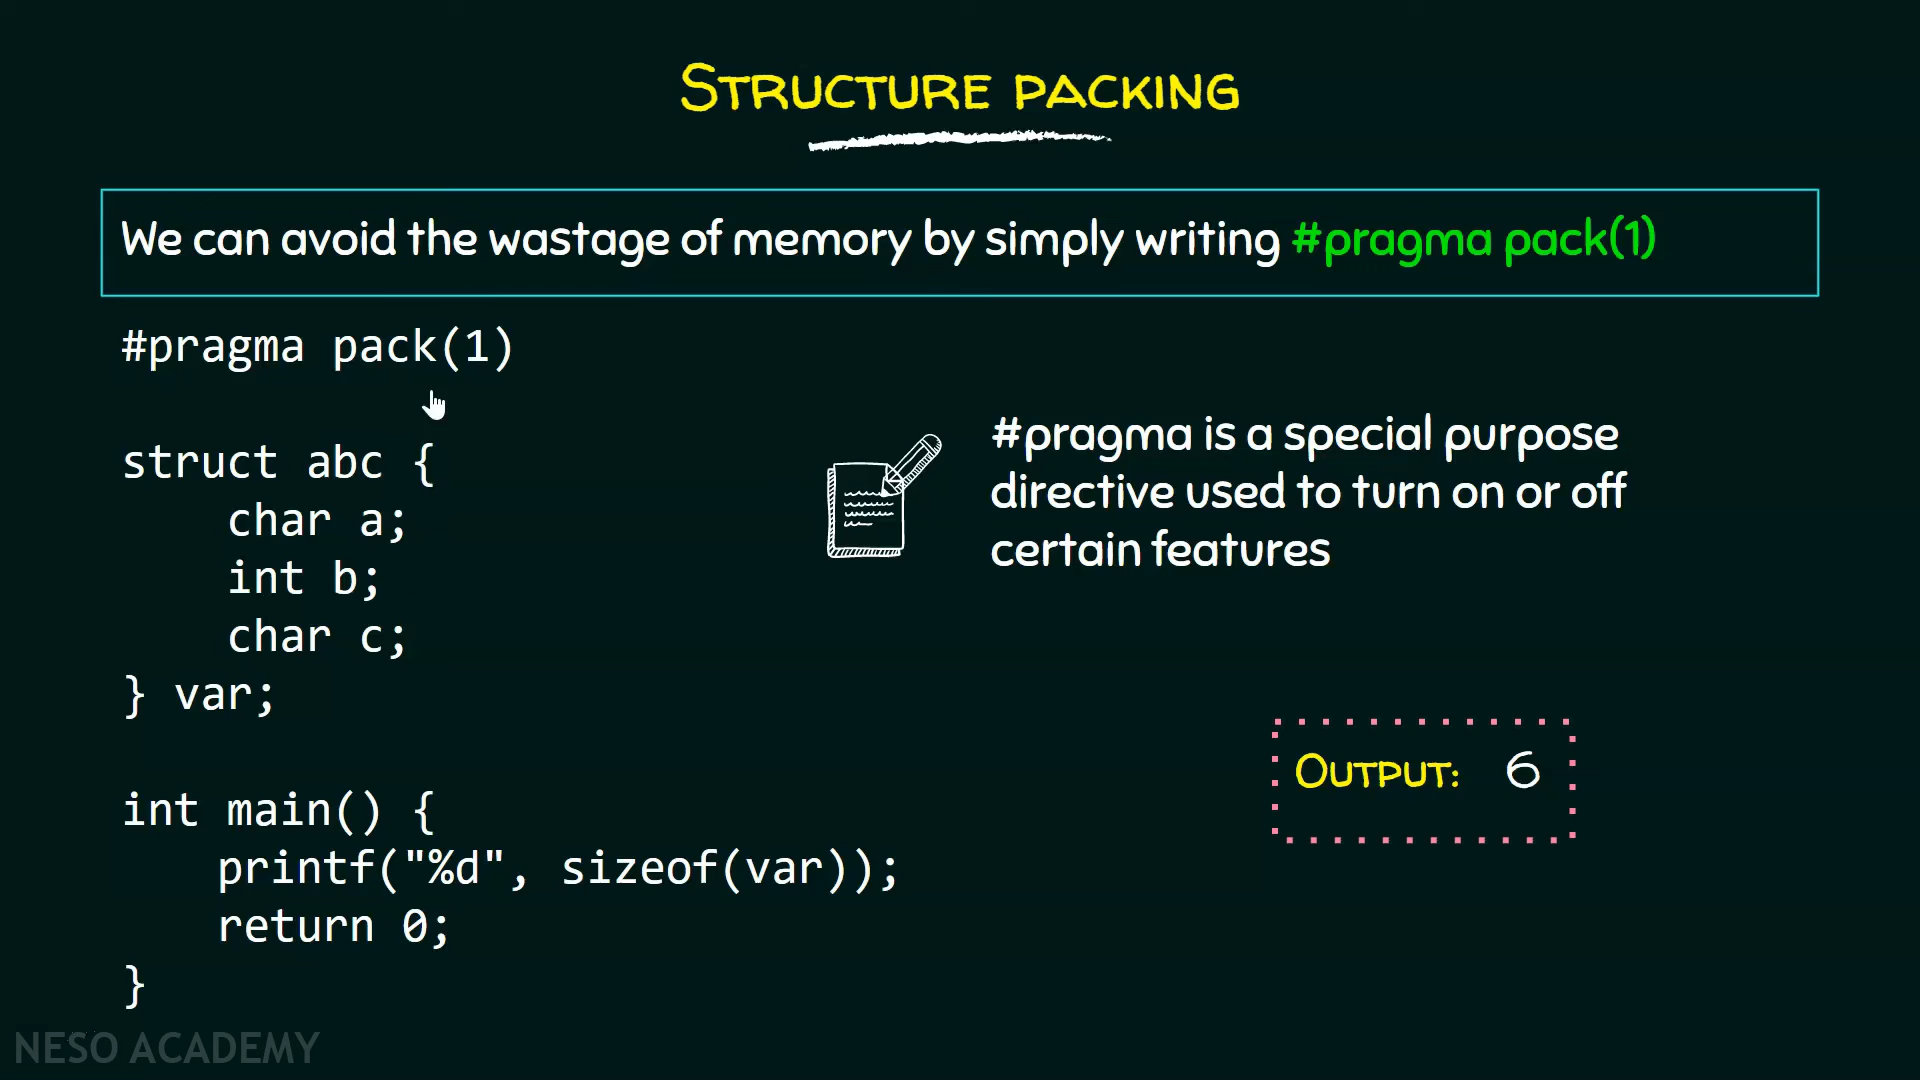 Structure packing
We can avoid the wastage of memory by simply writing #pragma pack(1)
#pragma pack(1)
struct abc {
    char a;
    int b;
    char c;
} var;
int main() {
    printf("%d", sizeof(var));
    return 0;
}
#pragma is a special purpose
directive used to turn on or off
certain features
Output: 6
NESO ACADEMY